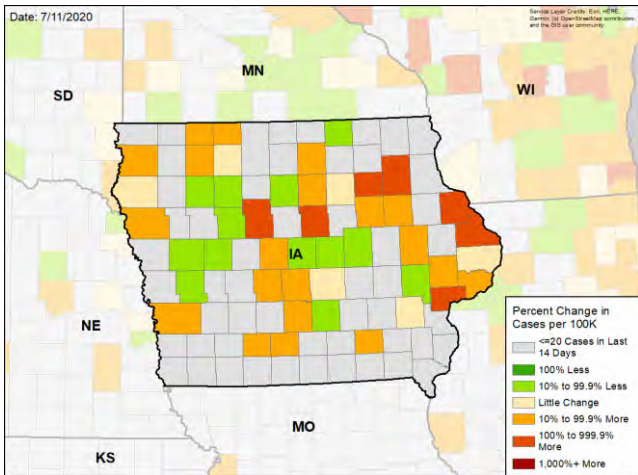 Date: 7/11/2020
Service Layer Credits: Esri, HERE,
Garmin, (c) OpenStreetMap contributors,
and the GIS user community
MN
SD
WI
IA
NE
MO
KS
Percent Change in
Cases per 100K
<=20 Cases in Last
14 Days
100% Less
10% to 99.9% Less
Little Change
10% to 99.9% More
100% to 999.9%
More
1,000%+ More